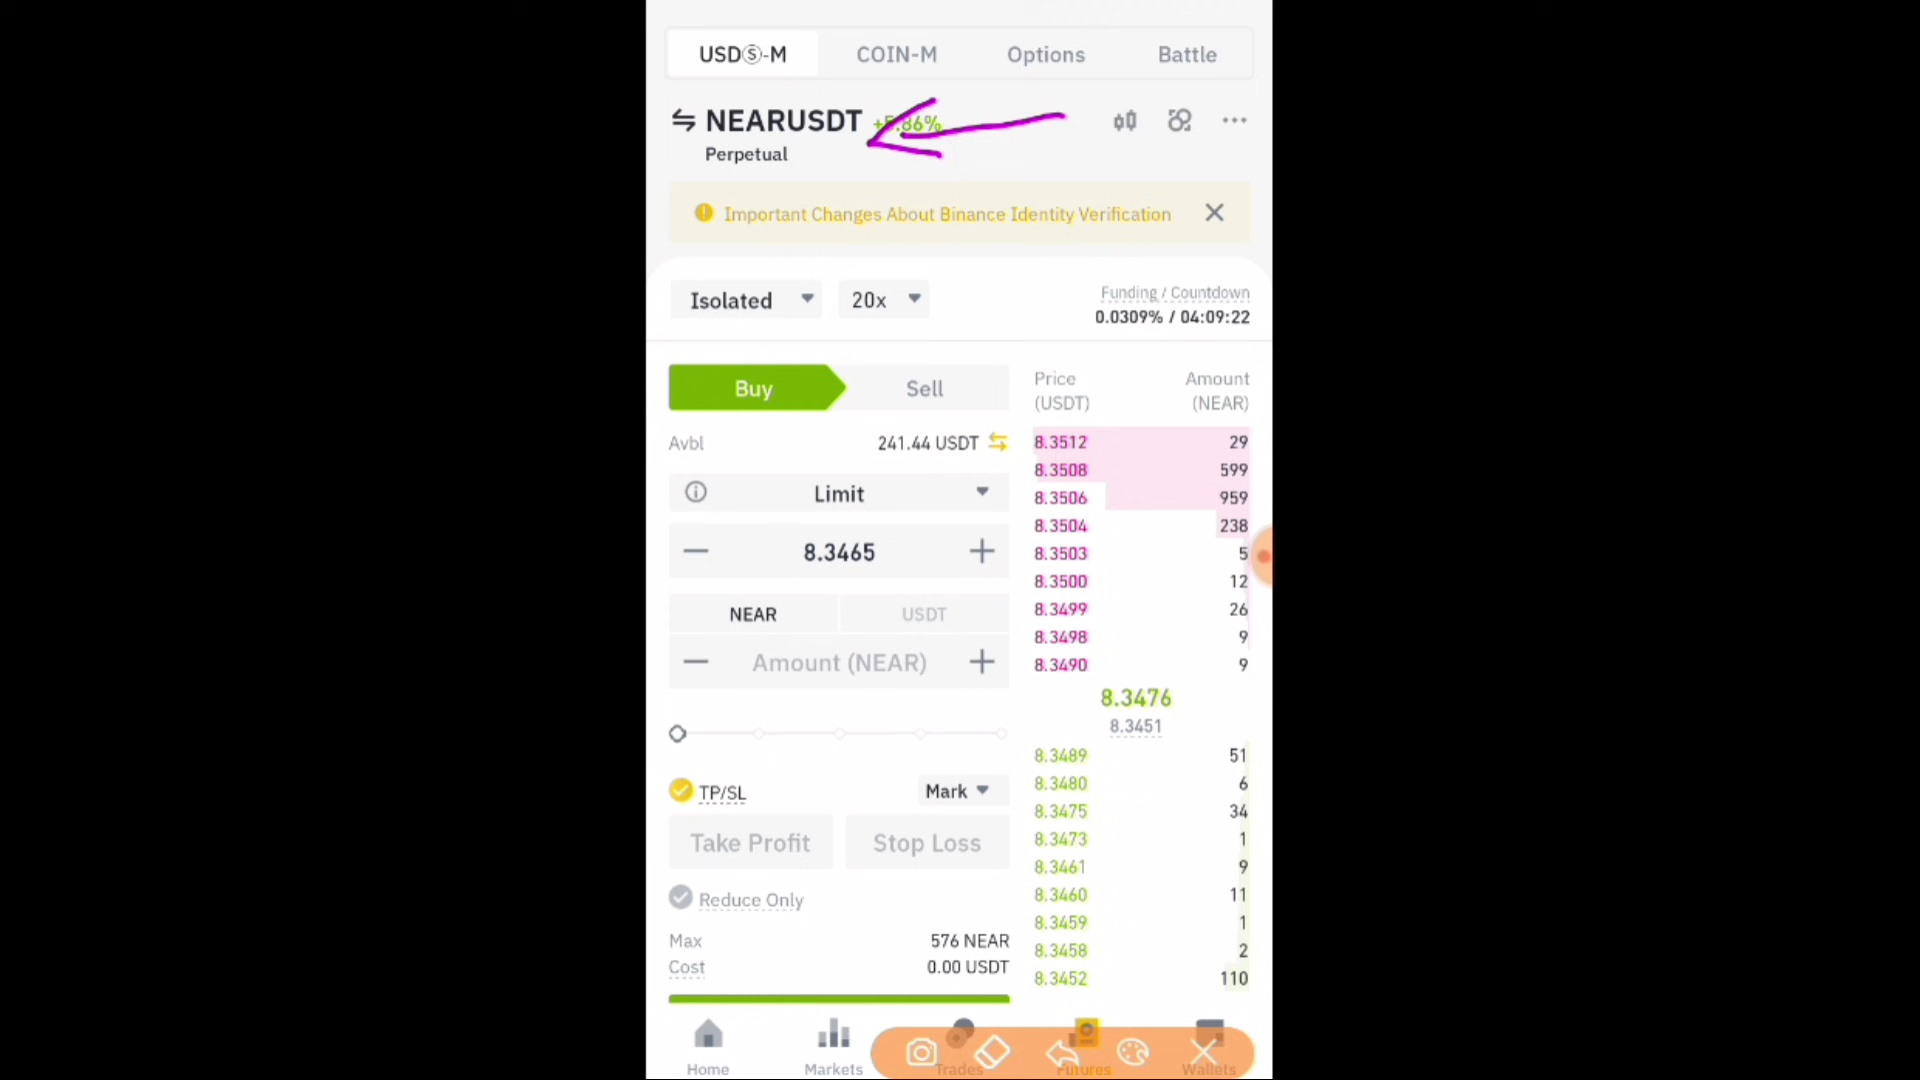 USDⓈ-M COIN-M Options Battle
NEARUSDT +5.86%
Perpetual
Important Changes About Binance Identity Verification
Isolated 20x
Funding / Countdown
0.0309% / 04:09:22
Buy Sell
Avbl 241.44 USDT
Limit
8.3465
NEAR USDT
Amount (NEAR)
TP/SL Mark
Take Profit Stop Loss
Reduce Only
Max 576 NEAR
Cost 0.00 USDT
Price Amount
(USDT) (NEAR)
8.3512 29
8.3508 599
8.3506 959
8.3504 238
8.3503 5
8.3500 12
8.3499 26
8.3498 9
8.3490 9
8.3476
8.3451
8.3489 51
8.3480 6
8.3475 34
8.3473 1
8.3461 9
8.3460 11
8.3459 1
8.3458 2
8.3452 110
Home Markets Trades Futures Wallets